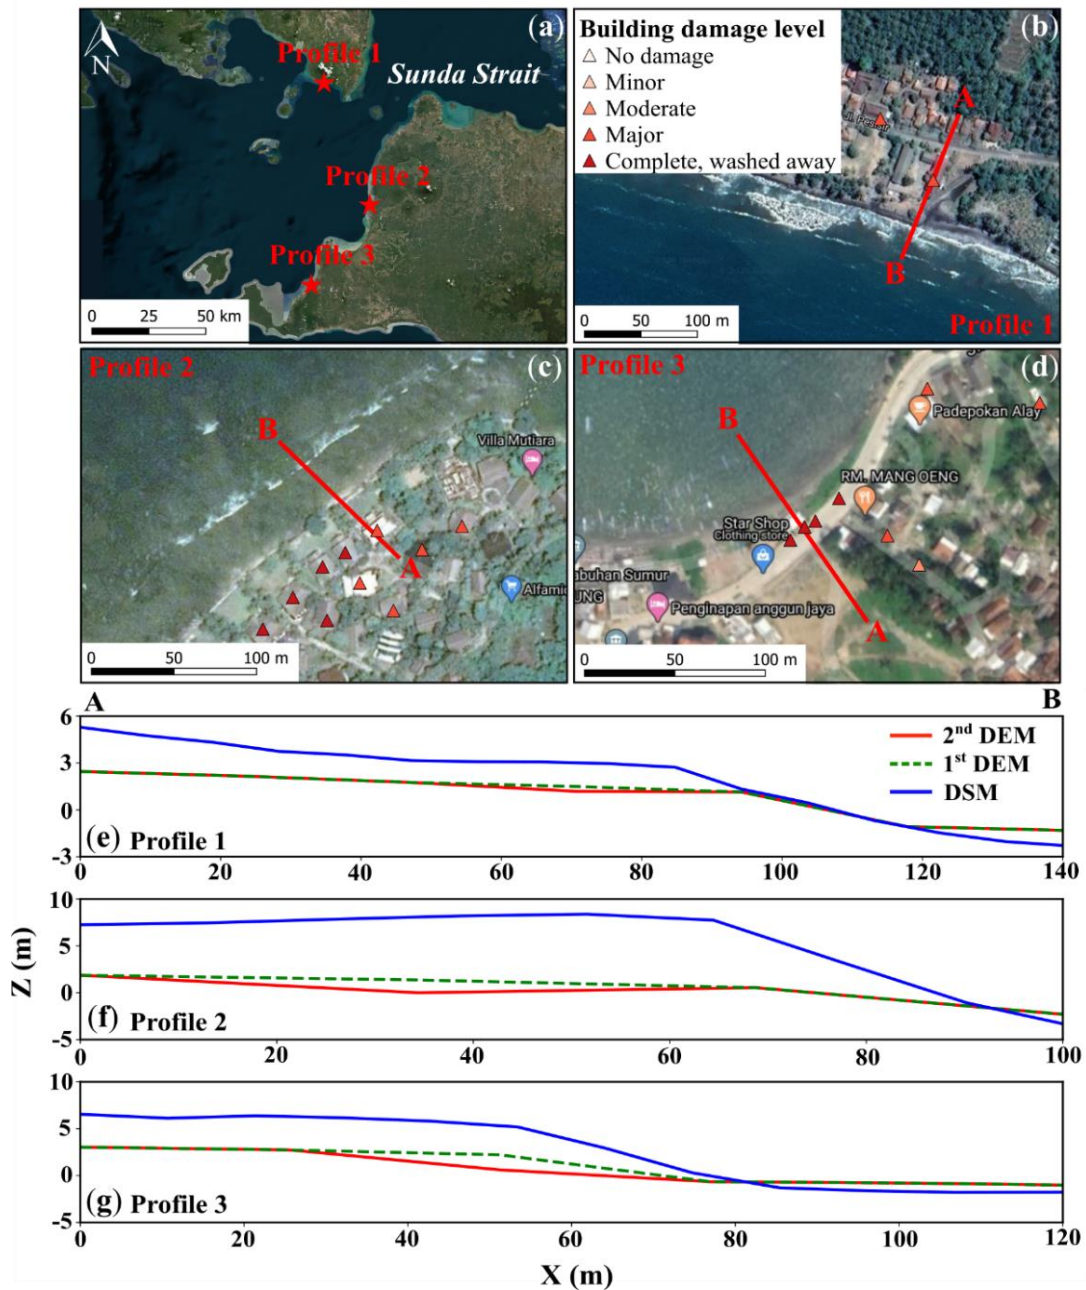 (a)
N
Profile 1
Sunda Strait
Profile 2
Profile 3
0 25 50 km
Building damage level
No damage
Minor
Moderate
Major
Complete, washed away
(b)
A
B
0 50 100 m
Profile 1
Profile 2
(c)
B
Villa Mutiara
A
0 50 100 m
Profile 3
(d)
B
Padepokan Alay
RM. MANG OENG
Star Shop
Clothing store
abuhan Sumur
UNG
Penginapan anggun jaya
A
0 50 100 m
A B
6
3
0
-3
2nd DEM
1st DEM
DSM
(e) Profile 1
0 20 40 60 80 100 120 140
10
5
0
-5
(f) Profile 2
0 20 40 60 80 100
10
5
0
-5
(g) Profile 3
0 20 40 60 80 100 120
Z (m)
X (m)